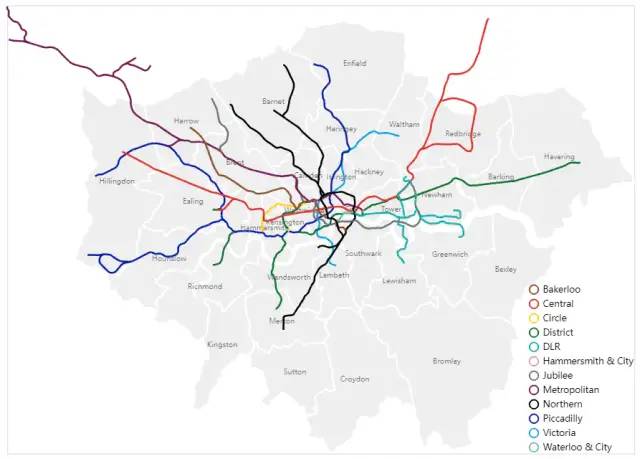 Enfield
Barnet
Waltham
Harrow
Haringey
Redbridge
Havering
Brent
Camden
Islington
Hackney
Barking
Hillingdon
Newham
Ealing
Tower
Kensington
Hammersmith
Hounslow
Southwark
Greenwich
Wandsworth
Lambeth
Bexley
Richmond
Lewisham
Merton
Kingston
Bromley
Sutton
Croydon
Bakerloo
Central
Circle
District
DLR
Hammersmith & City
Jubilee
Metropolitan
Northern
Piccadilly
Victoria
Waterloo & City